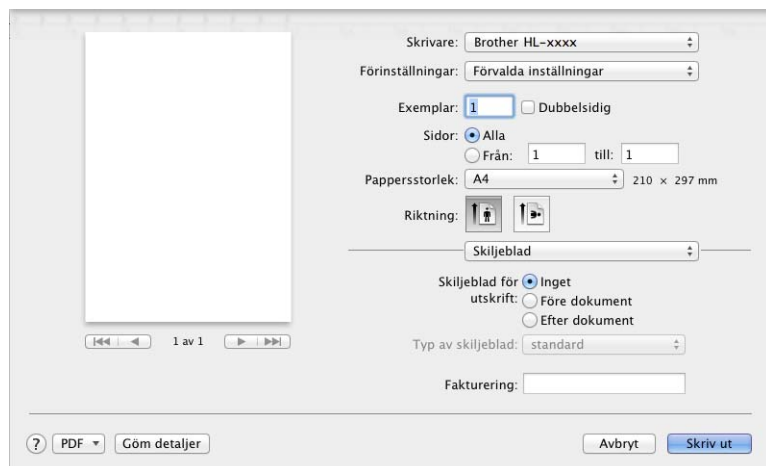 Skrivare: Brother HL-xxxx
Förinställningar: Förvalda inställningar
Exemplar: 1 Dubbelsidig
Sidor: Alla
Från: 1 till: 1
Pappersstorlek: A4 210 × 297 mm
Riktning:
Skiljeblad
Skiljeblad för Inget
utskrift: Före dokument
Efter dokument
Typ av skiljeblad: standard
Fakturering:
1 av 1
? PDF Göm detaljer Avbryt Skriv ut